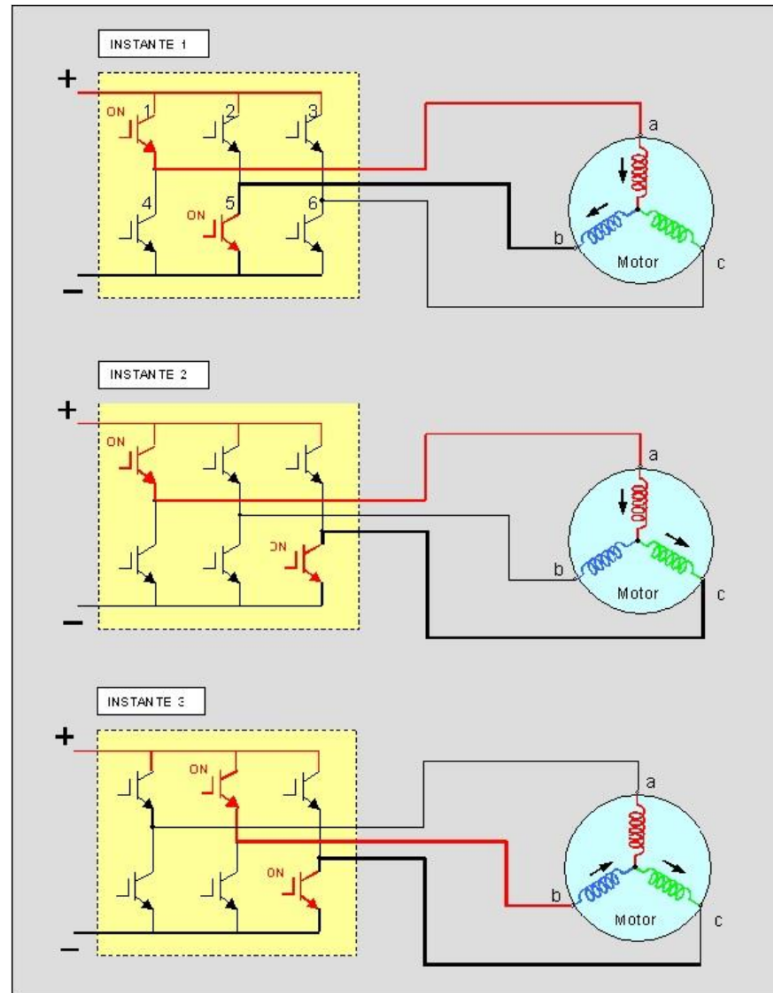 INSTANTE 1
+
ON
1
2
3
4
ON
5
6
−
a
b
c
Motor
INSTANTE 2
+
ON
ON
−
a
b
c
Motor
INSTANTE 3
+
ON
ON
−
a
b
c
Motor